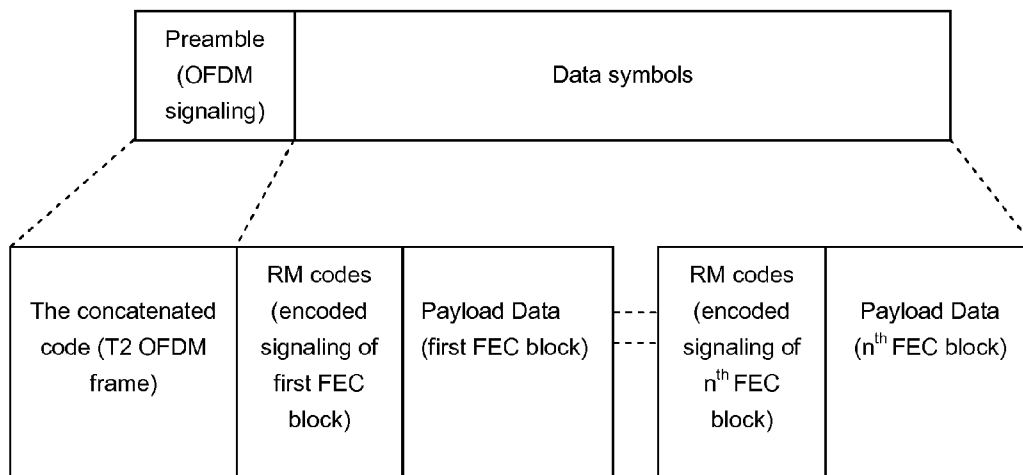 Preamble
(OFDM
signaling)
Data symbols
The concatenated
code (T2 OFDM
frame)
RM codes
(encoded
signaling of
first FEC
block)
Payload Data
(first FEC block)
RM codes
(encoded
signaling of
nth FEC
block)
Payload Data
(nth FEC block)